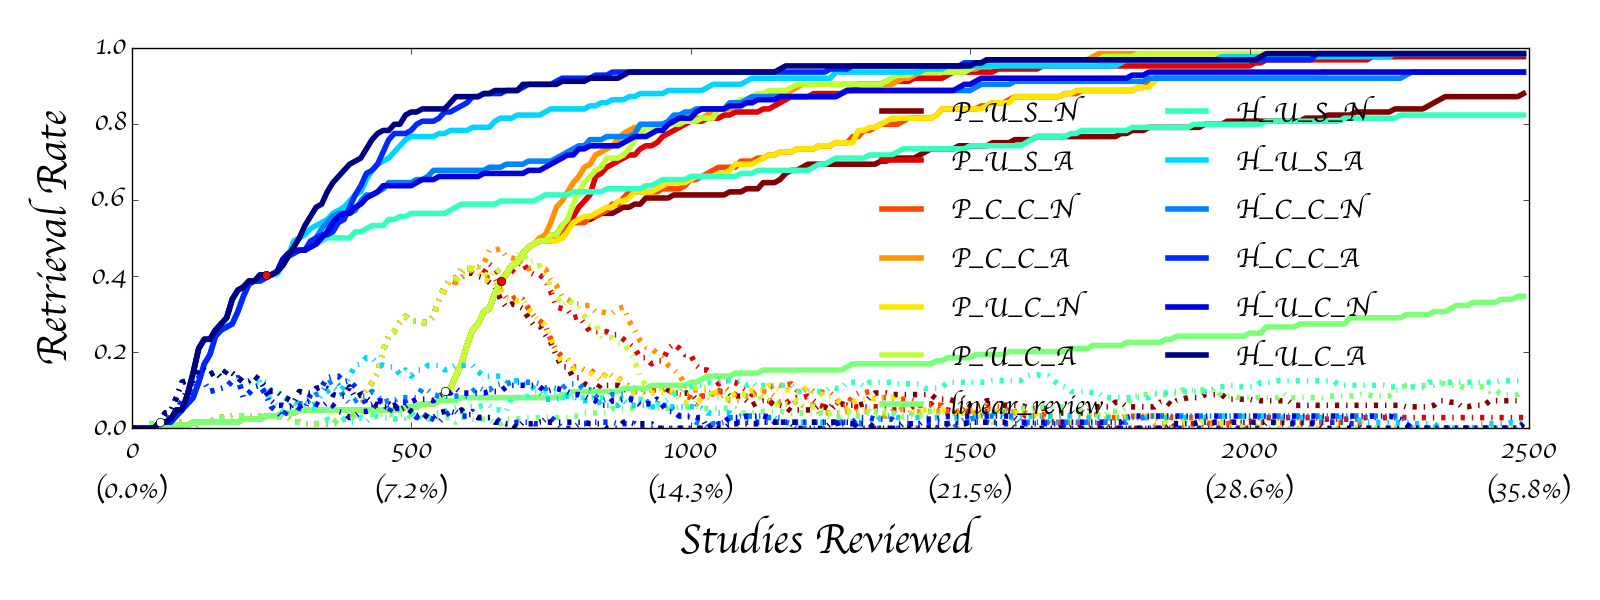 Retrieval Rate
1.0
0.8
0.6
0.4
0.2
0.0
P_U_S_N
P_U_S_A
P_C_C_N
P_C_C_A
P_U_C_N
P_U_C_A
linear_review
H_U_S_N
H_U_S_A
H_C_C_N
H_C_C_A
H_U_C_N
H_U_C_A
0 500 1000 1500 2000 2500
(0.0%) (7.2%) (14.3%) (21.5%) (28.6%) (35.8%)
Studies Reviewed